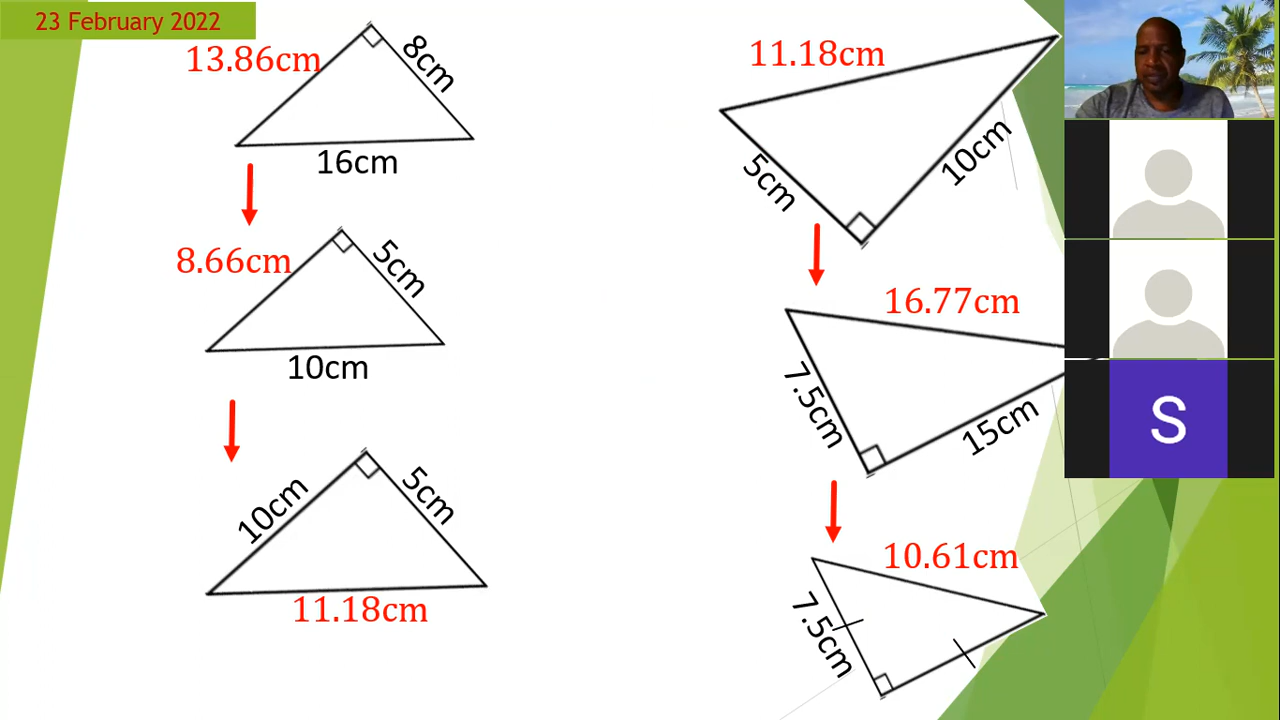 23 February 2022
13.86cm
8cm
16cm
8.66cm
5cm
10cm
10cm
5cm
11.18cm
11.18cm
5cm
10cm
16.77cm
7.5cm
15cm
10.61cm
7.5cm
S